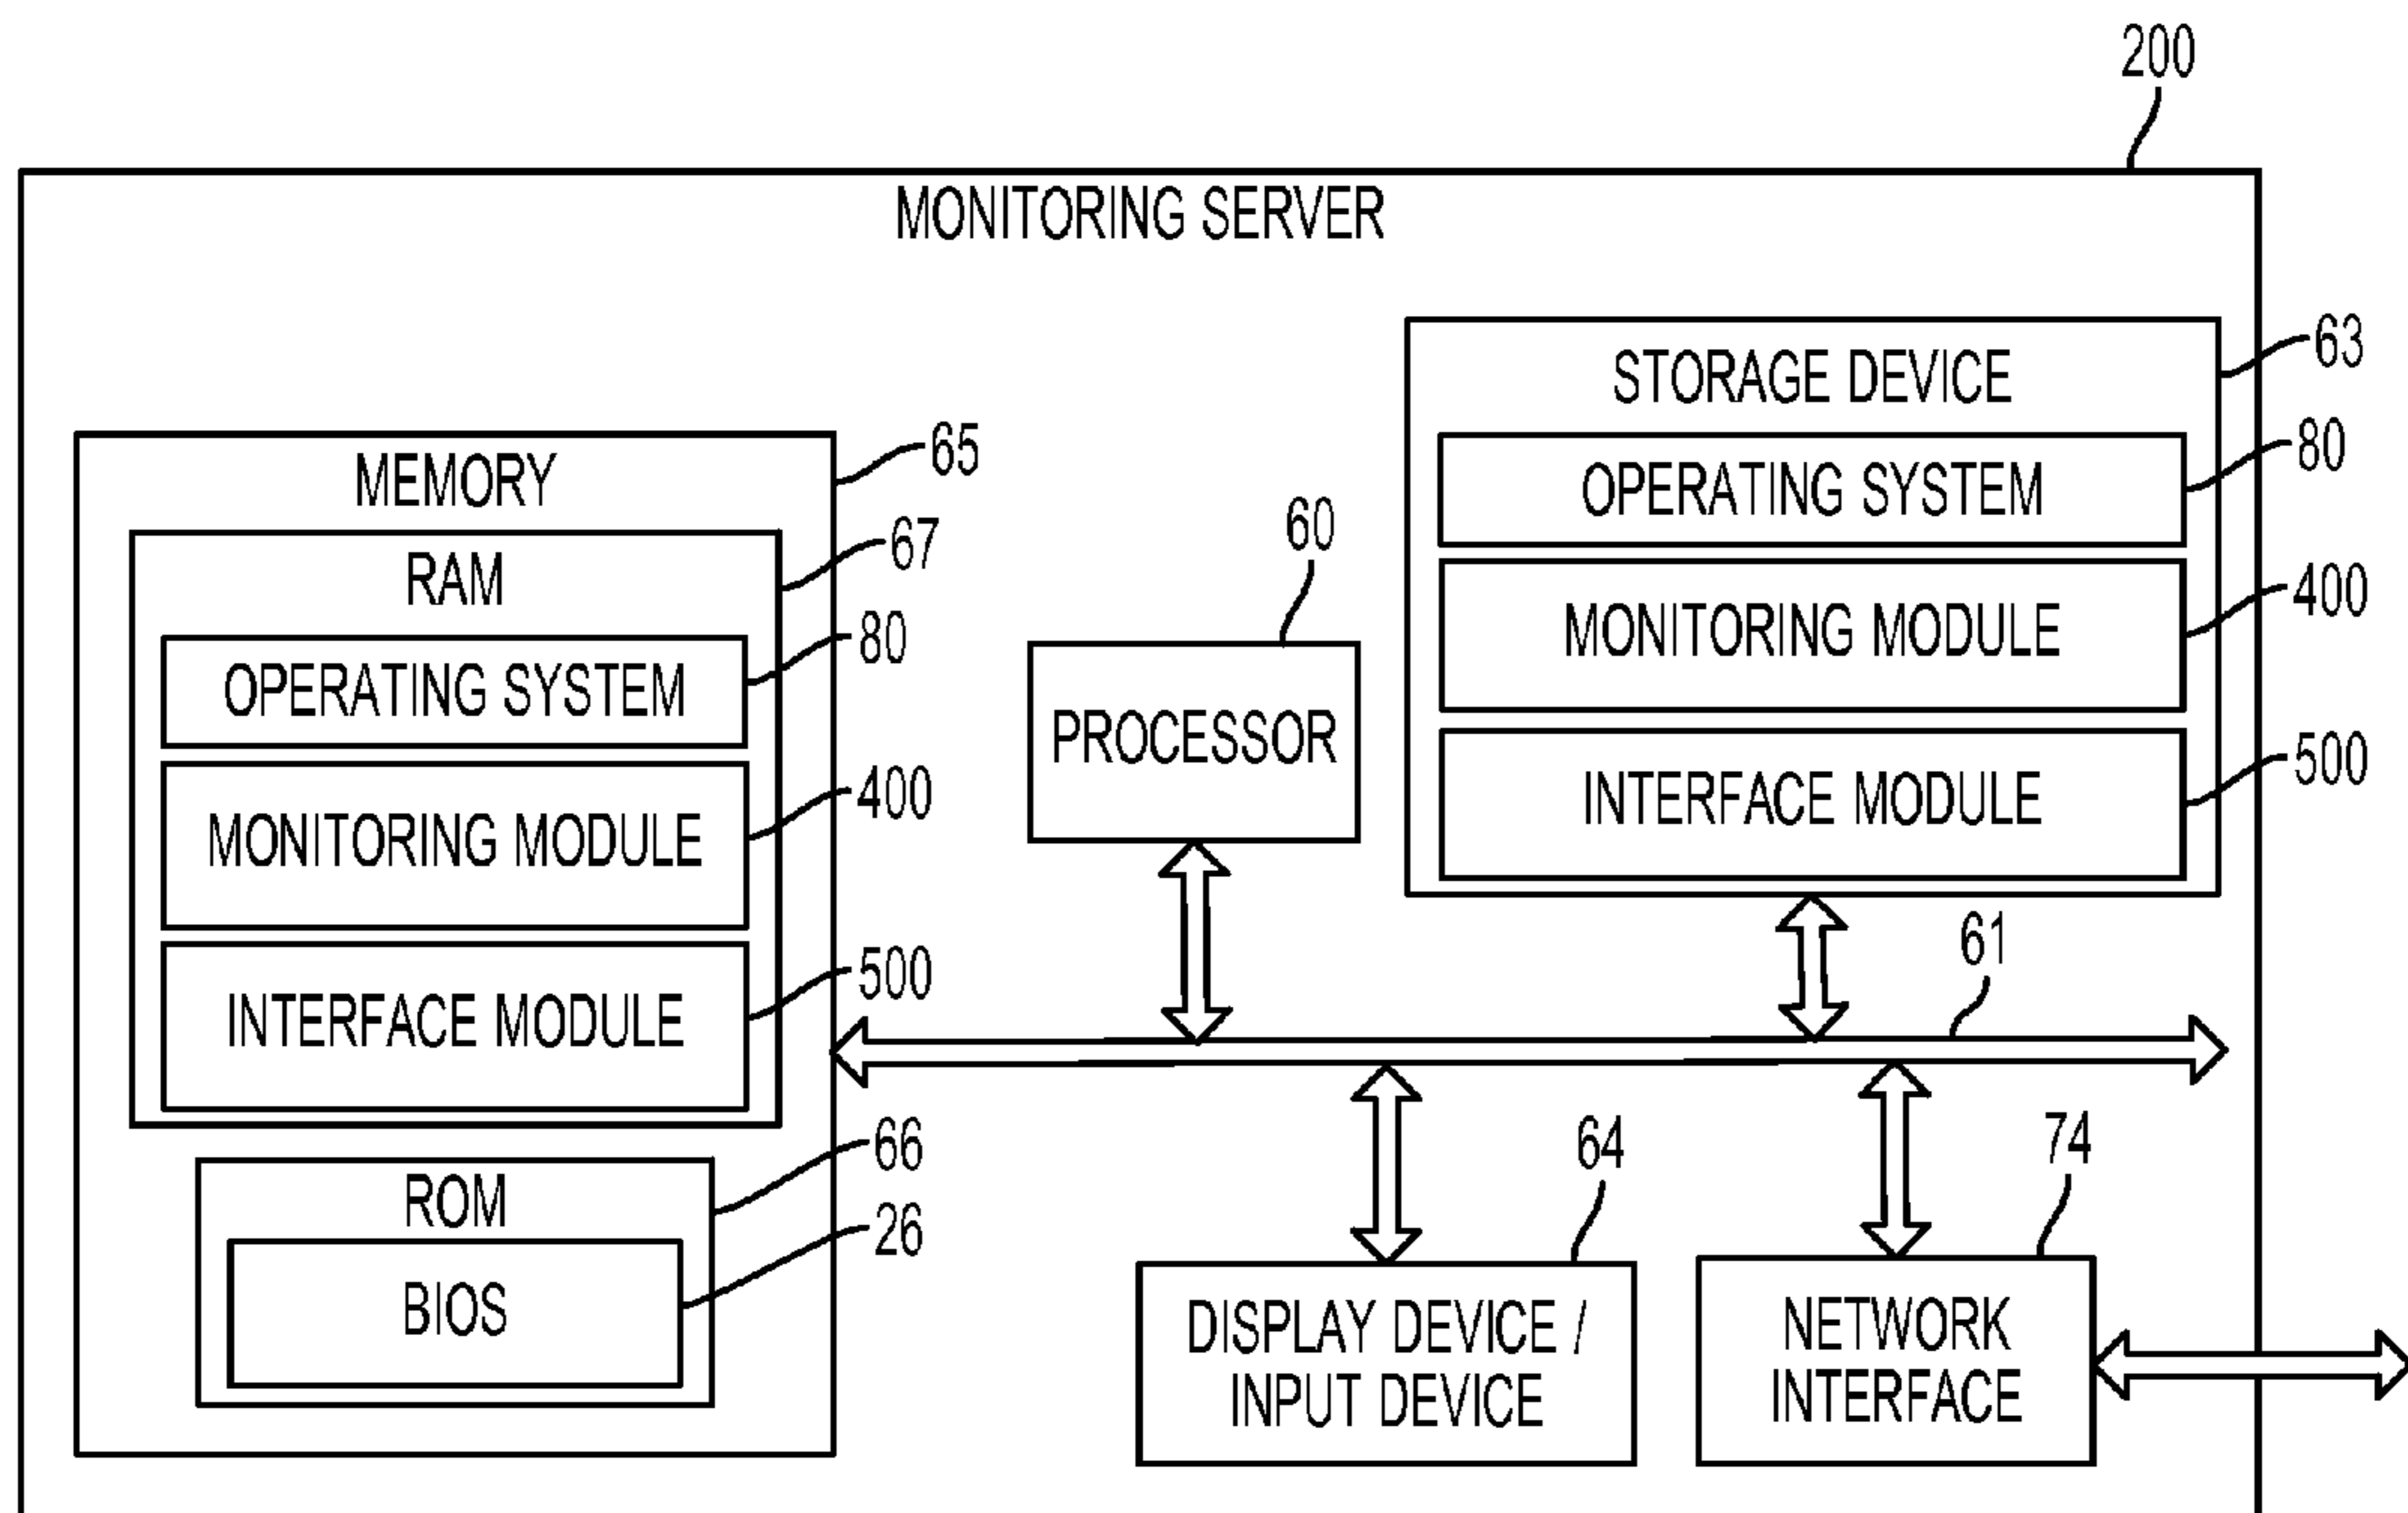 200
MONITORING SERVER
63
STORAGE DEVICE
80
OPERATING SYSTEM
400
MONITORING MODULE
500
INTERFACE MODULE
65
MEMORY
67
RAM
80
OPERATING SYSTEM
400
MONITORING MODULE
500
INTERFACE MODULE
66
ROM
26
BIOS
60
PROCESSOR
61
64
DISPLAY DEVICE /
INPUT DEVICE
74
NETWORK
INTERFACE